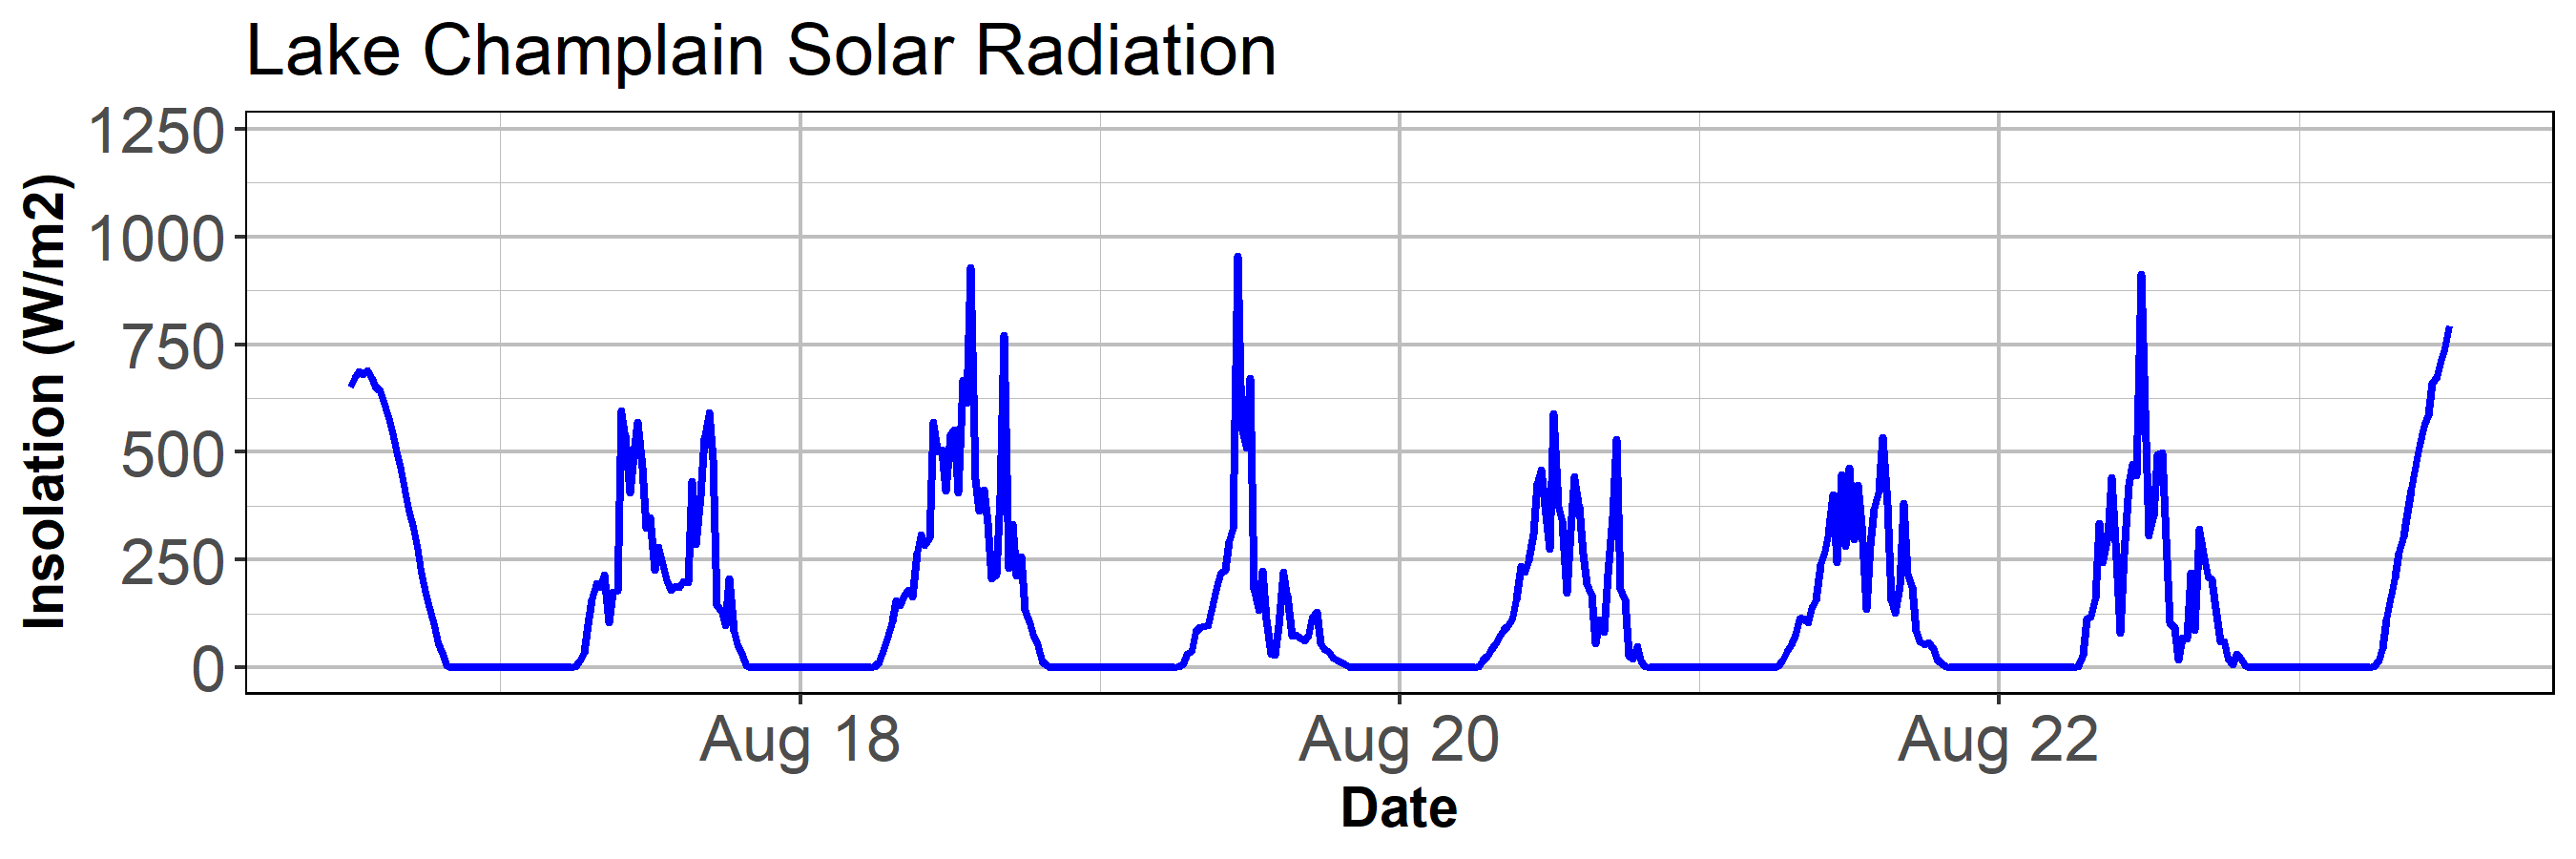 Lake Champlain Solar Radiation
Insolation (W/m2)
1250
1000
750
500
250
0
Aug 18
Aug 20
Aug 22
Date